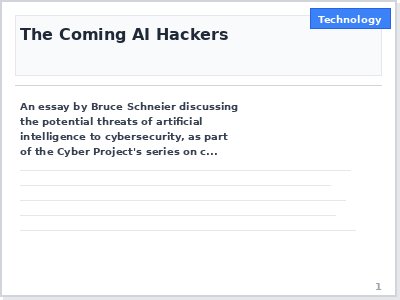 Technology
The Coming AI Hackers
An essay by Bruce Schneier discussing
the potential threats of artificial
intelligence to cybersecurity, as part
of the Cyber Project's series on c...
1